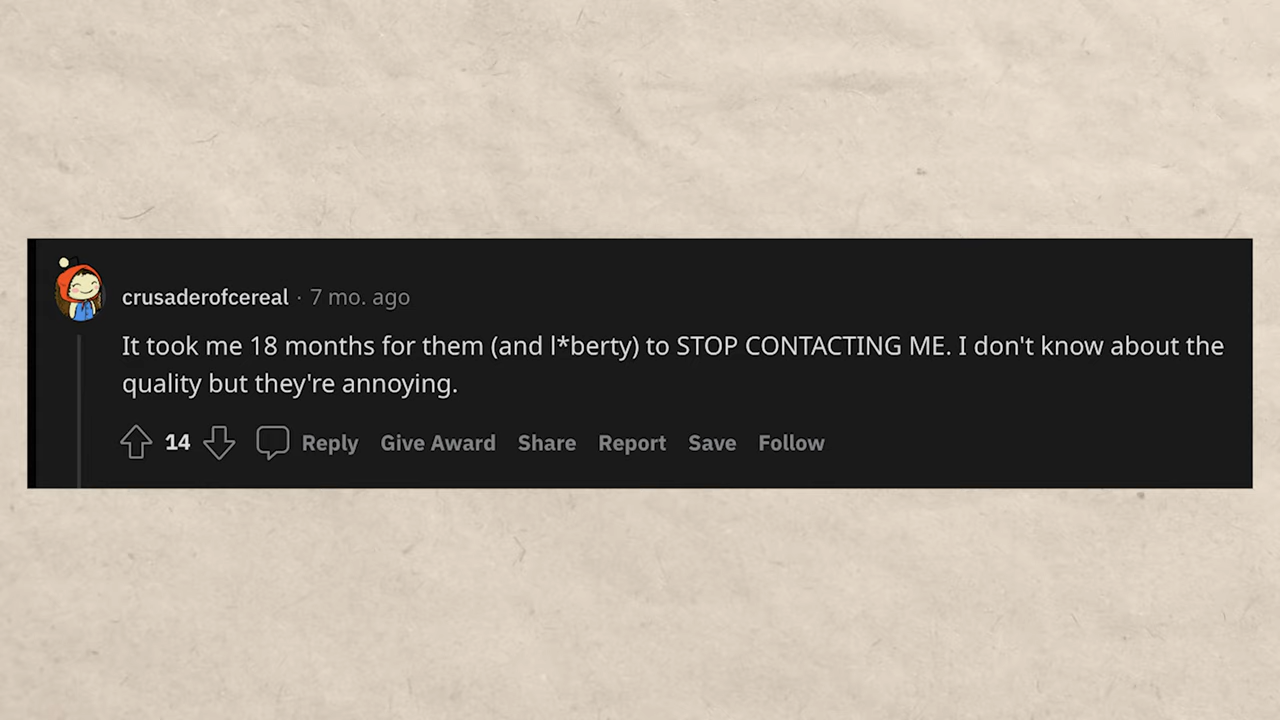 crusaderofcereal · 7 mo. ago
It took me 18 months for them (and l*berty) to STOP CONTACTING ME. I don't know about the
quality but they're annoying.
14 Reply Give Award Share Report Save Follow